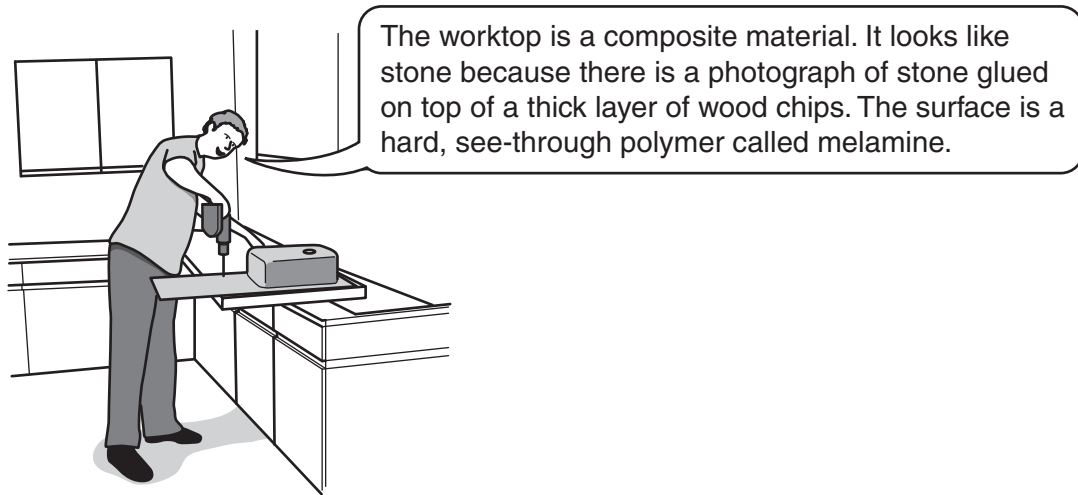 The worktop is a composite material. It looks like
stone because there is a photograph of stone glued
on top of a thick layer of wood chips. The surface is a
hard, see-through polymer called melamine.